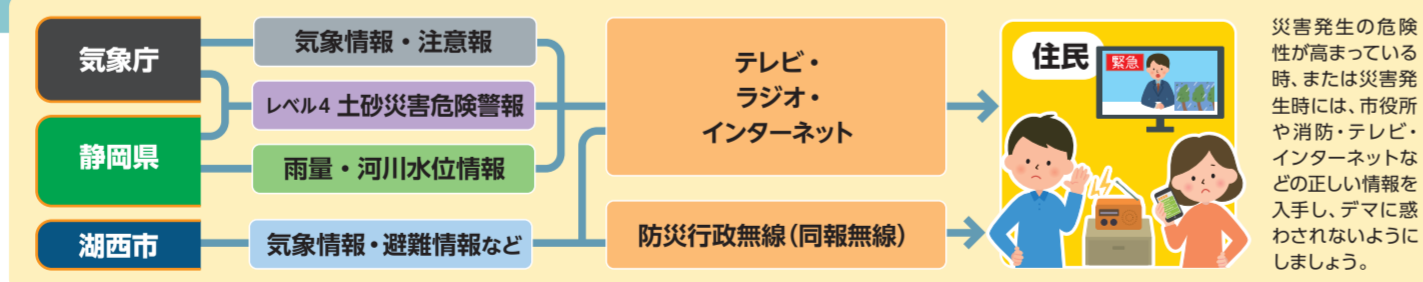 気象庁
気象情報・注意報
レベル4 土砂災害危険警報
静岡県
雨量・河川水位情報
湖西市
気象情報・避難情報など
テレビ・
ラジオ・
インターネット
防災行政無線（同報無線）
住民
緊急
災害発生の危険
性が高まっている
時、または災害発
生時には、市役所
や消防・テレビ・
インターネットな
どの正しい情報を
入手し、デマに惑
わされないように
しましょう。